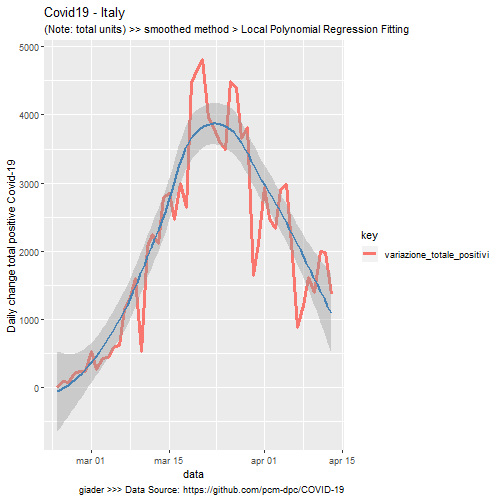 Covid19 - Italy
(Note: total units) >> smoothed method > Local Polynomial Regression Fitting
Daily change total positive Covid-19
5000
4000
3000
2000
1000
0
mar 01
mar 15
apr 01
apr 15
data
key
variazione_totale_positivi
giader >>> Data Source: https://github.com/pcm-dpc/COVID-19